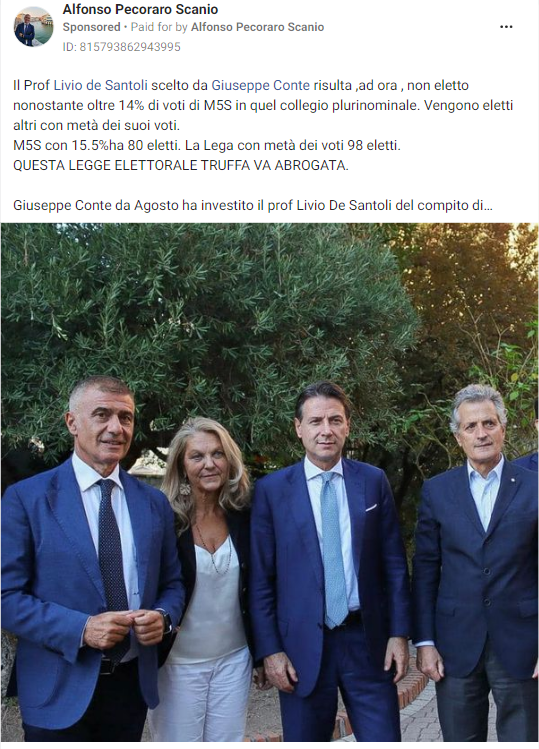 Alfonso Pecoraro Scanio
Sponsored • Paid for by Alfonso Pecoraro Scanio
ID: 815793862943995
Il Prof Livio de Santoli scelto da Giuseppe Conte risulta ,ad ora , non eletto
nonostante oltre 14% di voti di M5S in quel collegio plurinominale. Vengono eletti
altri con metà dei suoi voti.
M5S con 15.5%ha 80 eletti. La Lega con metà dei voti 98 eletti.
QUESTA LEGGE ELETTORALE TRUFFA VA ABROGATA.
Giuseppe Conte da Agosto ha investito il prof Livio De Santoli del compito di...